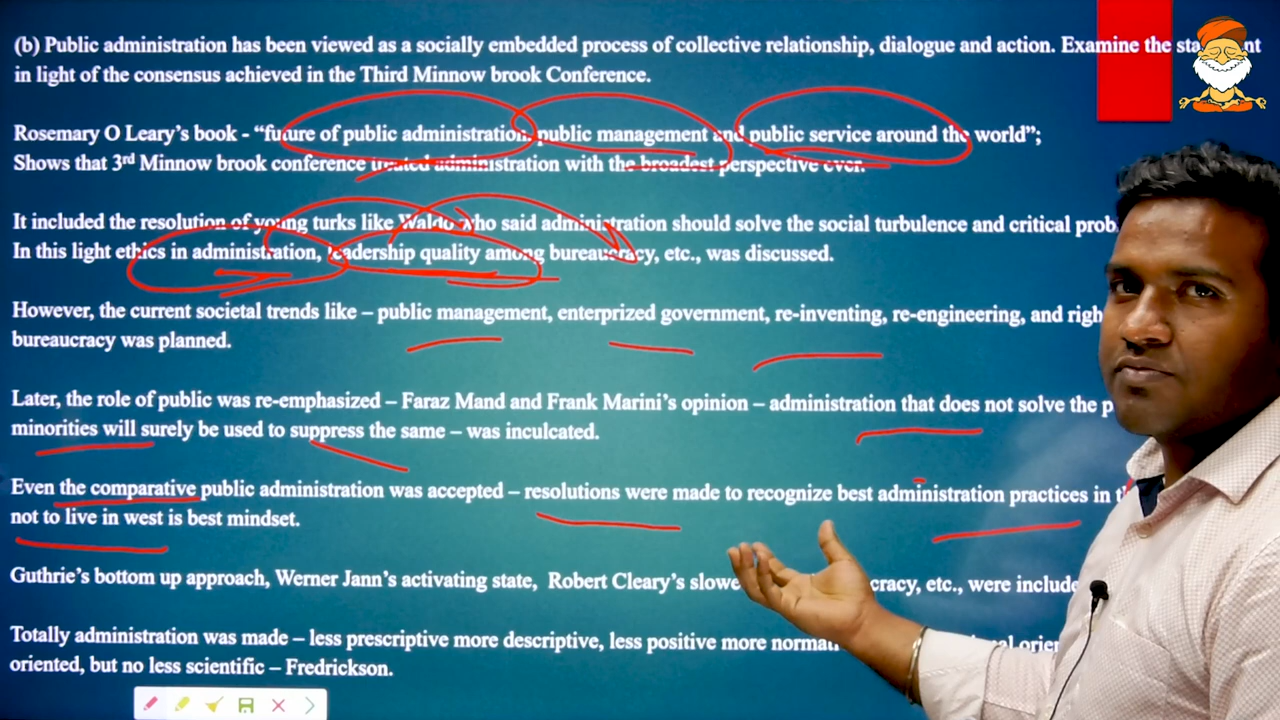 (b) Public administration has been viewed as a socially embedded process of collective relationship, dialogue and action. Examine the
in light of the consensus achieved in the Third Minnow brook Conference.
Rosemary O Leary's book - “future of public administration, public management and public service around the world”;
Shows that 3rd Minnow brook conference treated administration with the broadest perspective ever.
It included the resolution of young turks like Waldo who said administration should solve the social turbulence and critical
In this light ethics in administration, leadership quality among bureaucracy, etc., was discussed.
However, the current societal trends like – public management, enterprized government, re-inventing, re-engineering, and
bureaucracy was planned.
Later, the role of public was re-emphasized – Faraz Mand and Frank Marini's opinion – administration that does not solve the
minorities will surely be used to suppress the same – was inculcated.
Even the comparative public administration was accepted – resolutions were made to recognize best administration practices in
not to live in west is best mindset.
Guthrie's bottom up approach, Werner Jann's activating state, Robert Cleary's etc., were
Totally administration was made – less prescriptive more descriptive, less positive more
oriented, but no less scientific – Fredrickson.